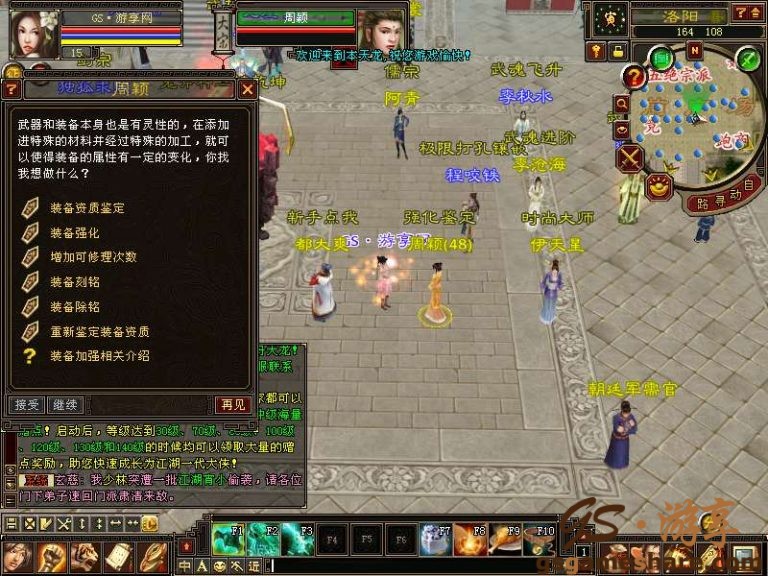 GS·游享网
15
周颖
洛阳
164 108
欢迎来到本天龙,祝您游戏愉快!
周颖
武器和装备本身也是有灵性的，在添加
进特殊的材料并经过特殊的加工，就可
以使得装备的属性有一定的变化，你找
我想做什么？
装备资质鉴定
装备强化
增加可修理次数
装备刻铭
装备除铭
重新鉴定装备资质
装备加强相关介绍
接受
继续
再见
儒宗
阿青
武魂飞升
李秋水
极限打孔镶嵌
程咬铁
武魂进阶
李沧海
新手点我
都大爽
强化鉴定
周颖(48)
时尚大师
伊天星
朝廷军需官
五绝宗派
N
自动寻路
启动后，等级达到30级、70级、
100级
、120级、130级和140级的时候均可以领取大量的赠
点奖励，助您快速成长为江湖一代大侠！
玄慈：我少林突遭一批江湖宵小偷袭，请各位
门下弟子速回门派肃清来敌。
F1
F2
F3
F4
F5
F6
F7
F8
F9
F10
1
中
A
近
GS·游享